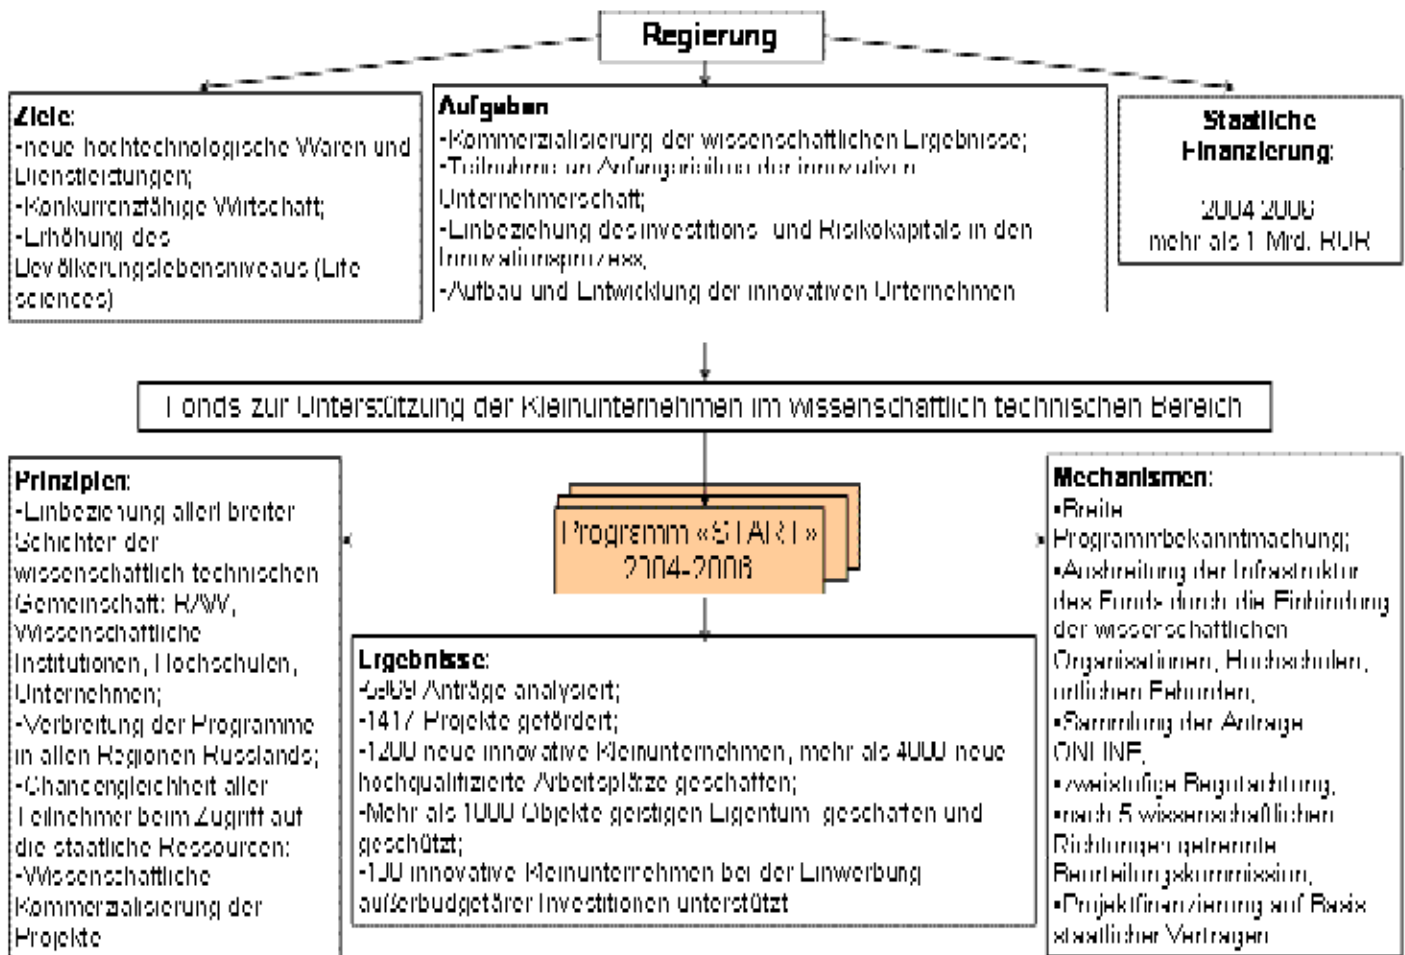 Regierung
Ziele:
-neue hochtechnologische Waren und
Dienstleistungen;
-Konkurrenzfähige Wirtschaft;
-Erhöhung des
Bevölkerungslebensniveaus (Life
sciences)
Aufgaben
-Kommerzialisierung der wissenschaftlichen Ergebnisse;
-Teilnahme an der innovativen
Unternehmerschaft;
-Einbeziehung des investitions und Risikokapitals in den
Innovationsprozess,
-Aufbau und Entwicklung der innovativen Unternehmen
Staatliche
Finanzierung:
2004 2006
mehr als 1 Mrd. RUR
Fonds zur Unterstützung der Kleinunternehmen im wissenschaftlich technischen Bereich
Prinzipien:
-Einbeziehung breiter
Schichten der
wissenschaftlich technischen
Gemeinschaft: RAW,
Wissenschaftliche
Institutionen, Hochschulen,
Unternehmen;
-Verbreitung der Programme
in allen Regionen Russlands;
-Chancengleichheit aller
Teilnehmer beim Zugriff auf
die staatliche Ressourcen:
-Wissenschaftliche
Kommerzialisierung der
Projekte
Programm «START»
2004-2006
Ergebnisse:
Anträge analysiert;
-1417 Projekte gefördert;
-1200 neue innovative Kleinunternehmen, mehr als 4000 neue
hochqualifizierte Arbeitsplätze geschaffen;
-Mehr als 1000 Objekte geistigen Eigentum geschaffen und
geschützt;
innovative Kleinunternehmen bei der Einwerbung
außerbudgetärer Investitionen unterstützt
Mechanismen:
▪Breite
Programmbekanntmachung;
▪Ausbreitung der Infrastruktur
des Fonds durch die Einbindung
der wissenschaftlichen
Organisationen, Hochschulen,
örtlichen Behörden,
▪Sammlung der Anträge
ONLINE,
▪zweistufige Begutachtung,
▪nach 5 wissenschaftlichen
Richtungen getrennte
Beurteilungskommission,
▪Projektfinanzierung auf Basis
staatlicher Verträgen